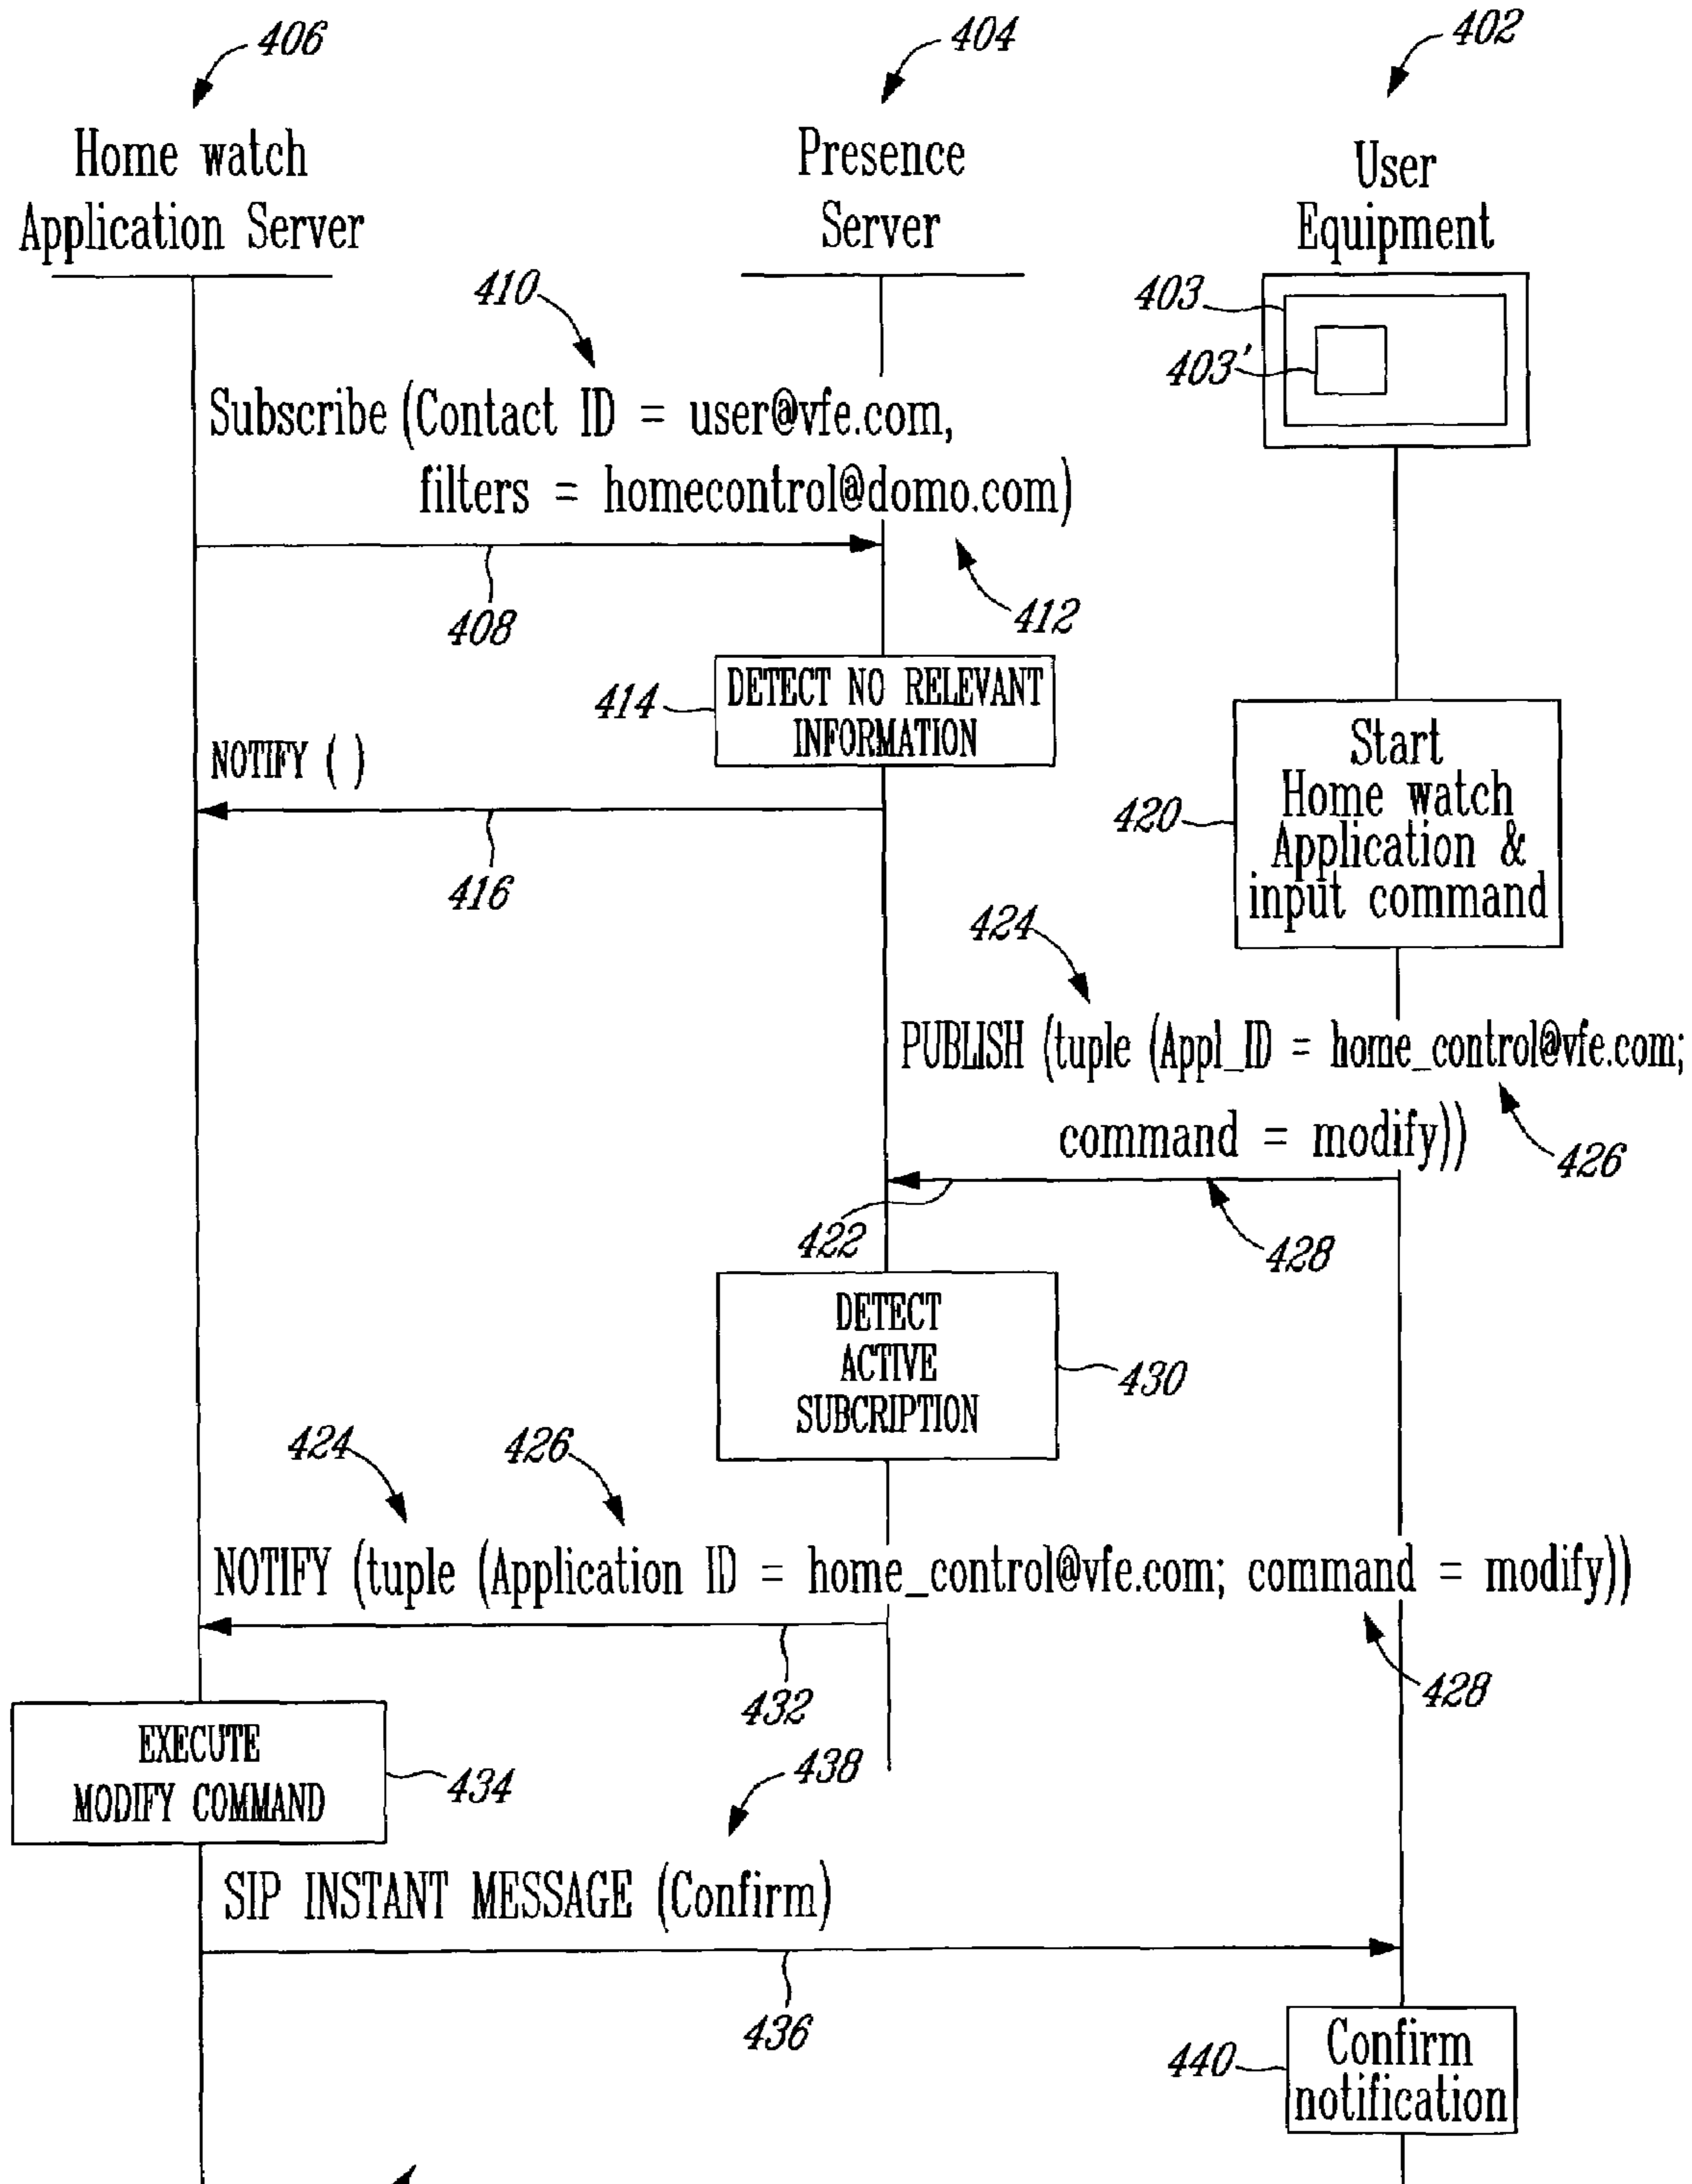 406
404
402
Home watch
Application Server
Presence
Server
User
Equipment
410
403
403'
Subscribe (Contact ID = user@vfe.com,
filters = homecontrol@domo.com)
408
412
414
DETECT NO RELEVANT
INFORMATION
NOTIFY ( )
416
420
Start
Home watch
Application &
input command
424
PUBLISH (tuple (Appl_ID = home_control@vfe.com;
command = modify))
426
422
428
DETECT
ACTIVE
SUBCRIPTION
430
424
426
NOTIFY (tuple (Application ID = home_control@vfe.com; command = modify))
432
428
EXECUTE
MODIFY COMMAND
434
438
SIP INSTANT MESSAGE (Confirm)
436
440
Confirm
notification